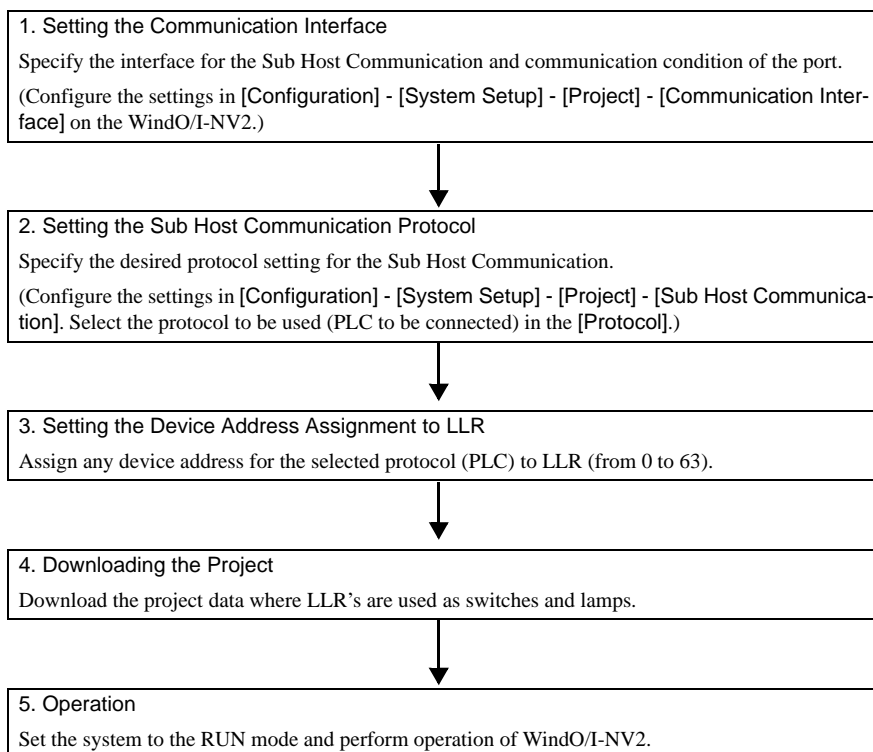 1. Setting the Communication Interface
Specify the interface for the Sub Host Communication and communication condition of the port.
(Configure the settings in [Configuration] - [System Setup] - [Project] - [Communication Inter-
face] on the WindO/I-NV2.)
2. Setting the Sub Host Communication Protocol
Specify the desired protocol setting for the Sub Host Communication.
(Configure the settings in [Configuration] - [System Setup] - [Project] - [Sub Host Communica-
tion]. Select the protocol to be used (PLC to be connected) in the [Protocol].)
3. Setting the Device Address Assignment to LLR
Assign any device address for the selected protocol (PLC) to LLR (from 0 to 63).
4. Downloading the Project
Download the project data where LLR's are used as switches and lamps.
5. Operation
Set the system to the RUN mode and perform operation of WindO/I-NV2.